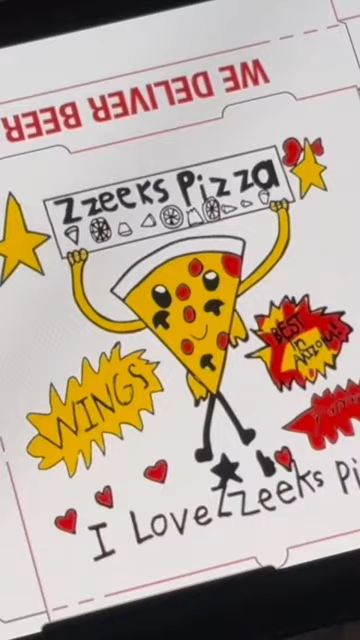 WE DELIVER BEER
Zzeeks Pizza
BEST
IN
ARIZONA!
WINGS
I Love Zzeeks Pi